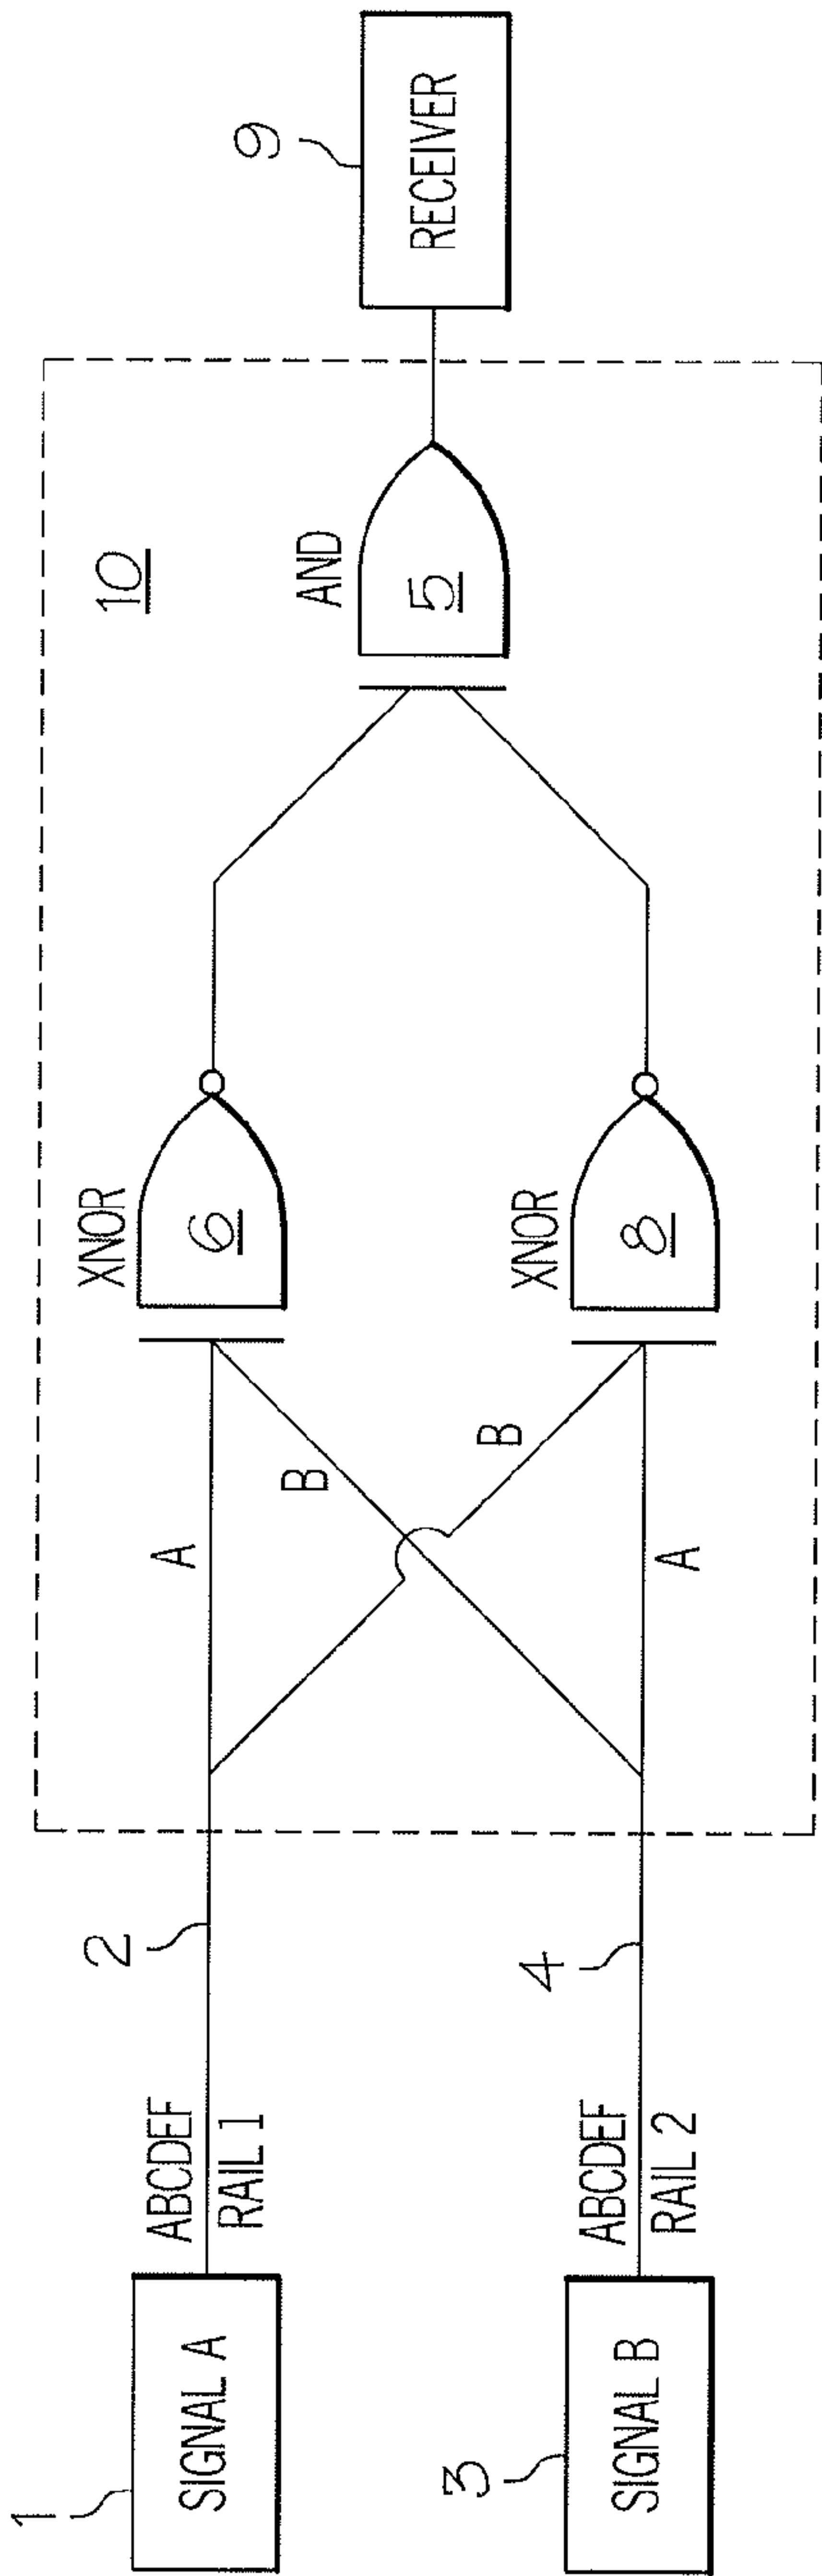 1
SIGNAL A
ABCDEF
RAIL 1
2
A
B
XNOR
6
10
AND
5
9
RECEIVER
3
SIGNAL B
ABCDEF
RAIL 2
4
B
A
XNOR
8